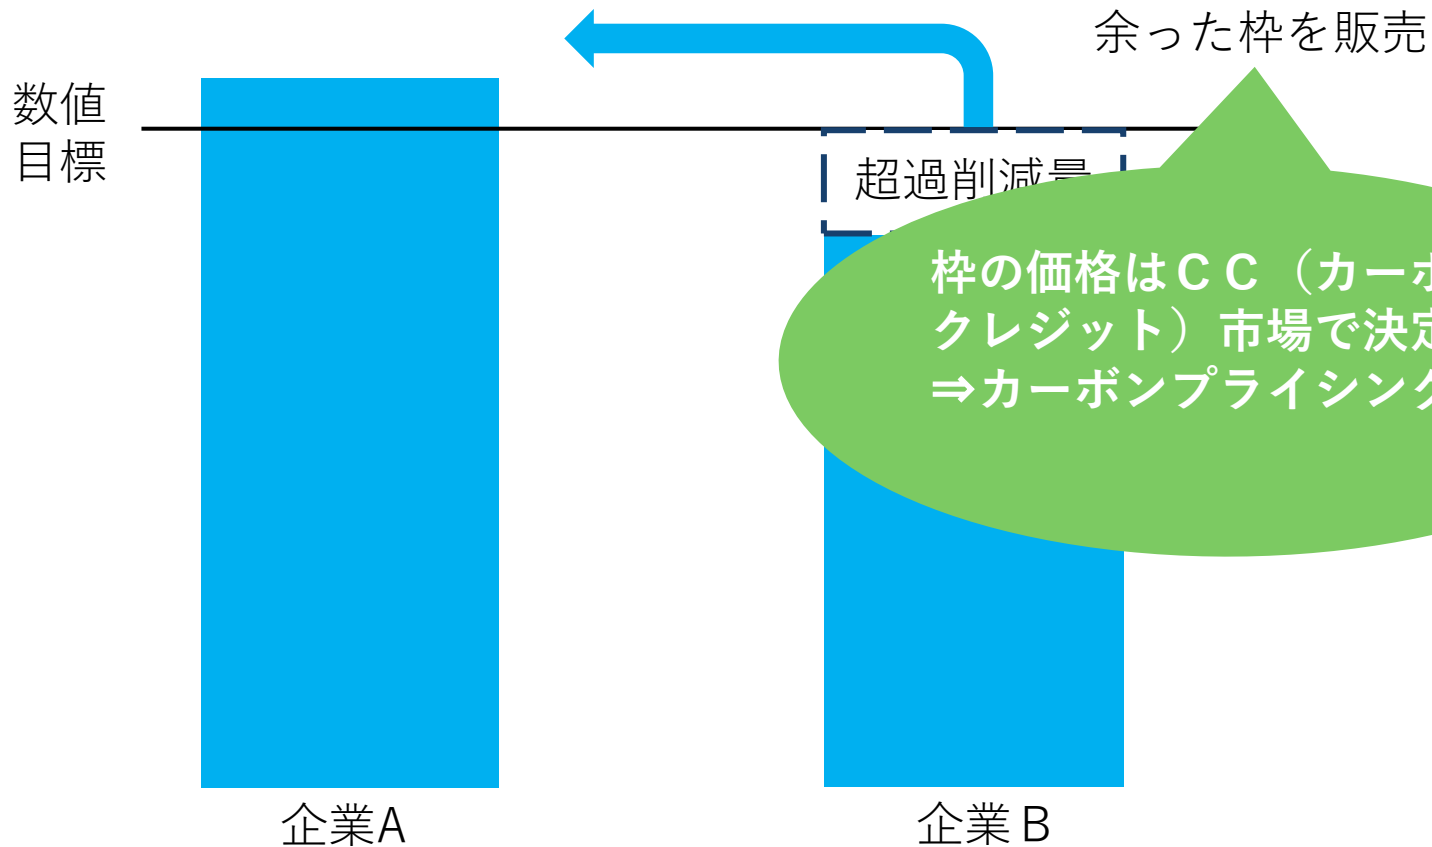 余った枠を販売
数値
目標
超過削減量
枠の価格はＣＣ（カーボ
クレジット）市場で決定
⇒カーボンプライシング
企業A
企業Ｂ